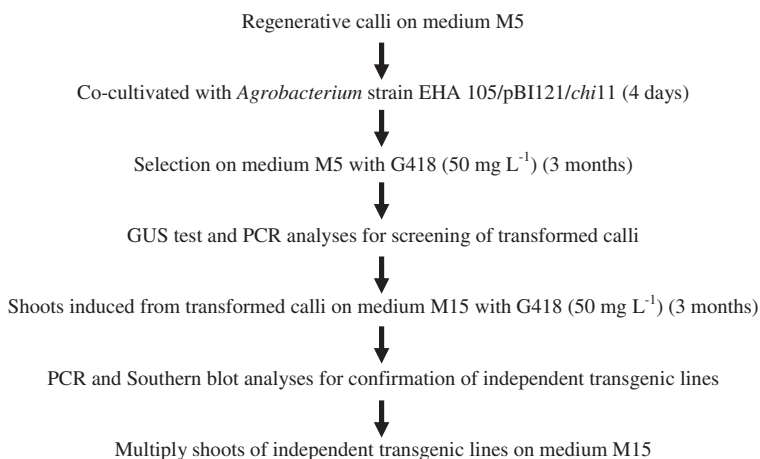 Regenerative calli on medium M5
Co-cultivated with Agrobacterium strain EHA 105/pBI121/chi11 (4 days)
Selection on medium M5 with G418 (50 mg L⁻¹) (3 months)
GUS test and PCR analyses for screening of transformed calli
Shoots induced from transformed calli on medium M15 with G418 (50 mg L⁻¹) (3 months)
PCR and Southern blot analyses for confirmation of independent transgenic lines
Multiply shoots of independent transgenic lines on medium M15